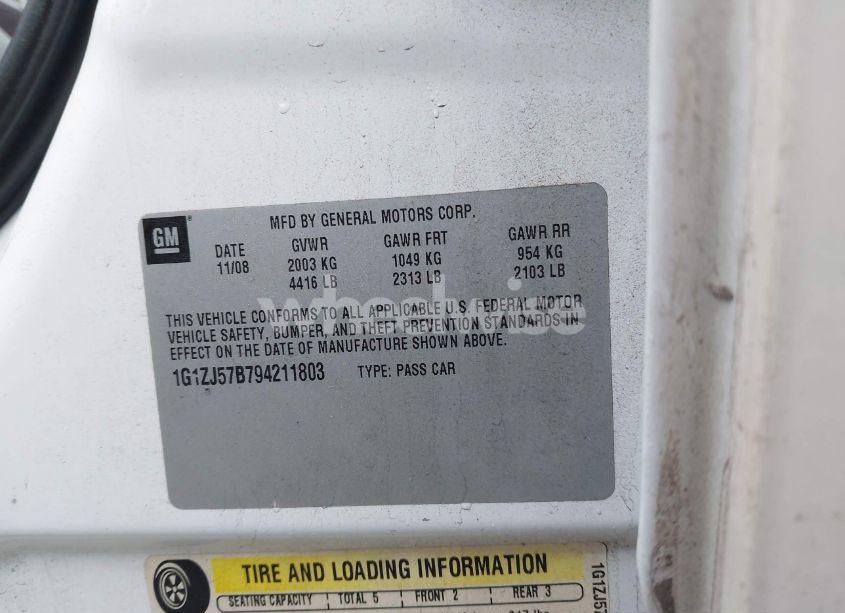 GM
MFD BY GENERAL MOTORS CORP.
DATE GVWR GAWR FRT GAWR RR
11/08 2003 KG 1049 KG 954 KG
4416 LB 2313 LB 2103 LB
THIS VEHICLE CONFORMS TO ALL APPLICABLE U.S. FEDERAL MOTOR
VEHICLE SAFETY, BUMPER, AND THEFT PREVENTION STANDARDS IN
EFFECT ON THE DATE OF MANUFACTURE SHOWN ABOVE.
1G1ZJ57B794211803 TYPE: PASS CAR
TIRE AND LOADING INFORMATION
SEATING CAPACITY TOTAL 5 FRONT 2 REAR 3
1G1ZJ57